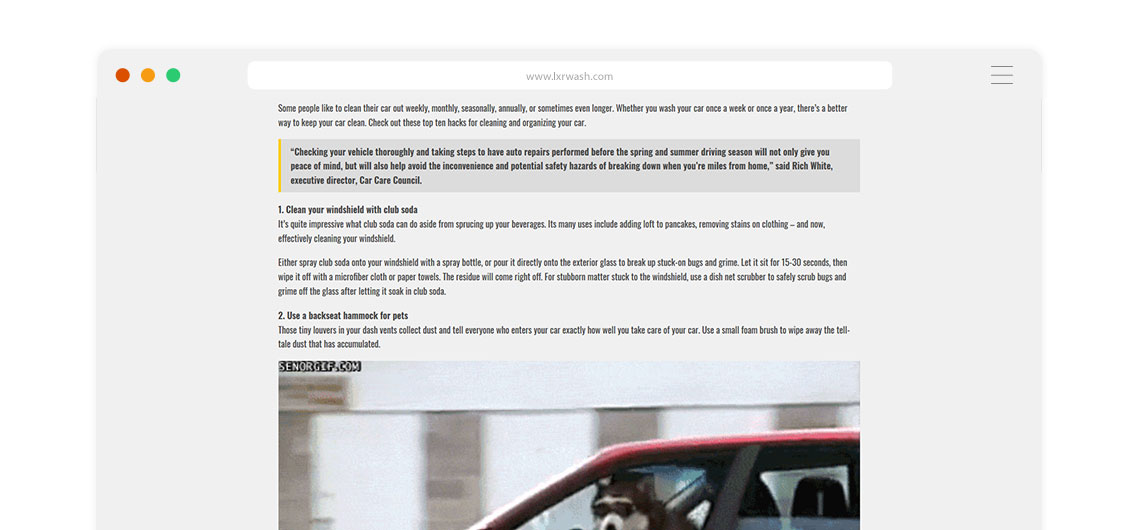 www.lxrwash.com
Some people like to clean their car out weekly, monthly, seasonally, annually, or sometimes even longer. Whether you wash your car once a week or once a year, there's a better
way to keep your car clean. Check out these top ten hacks for cleaning and organizing your car.
"Checking your vehicle thoroughly and taking steps to have auto repairs performed before the spring and summer driving season will not only give you
peace of mind, but will also help avoid the inconvenience and potential safety hazards of breaking down when you're miles from home," said Rich White,
executive director, Car Care Council.
1. Clean your windshield with club soda
It's quite impressive what club soda can do aside from sprucing up your beverages. Its many uses include adding loft to pancakes, removing stains on clothing – and now,
effectively cleaning your windshield.
Either spray club soda onto your windshield with a spray bottle, or pour it directly onto the exterior glass to break up stuck-on bugs and grime. Let it sit for 15-30 seconds, then
wipe it off with a microfiber cloth or paper towels. The residue will come right off. For stubborn matter stuck to the windshield, use a dish net scrubber to safely scrub bugs and
grime off the glass after letting it soak in club soda.
2. Use a backseat hammock for pets
Those tiny louvers in your dash vents collect dust and tell everyone who enters your car exactly how well you take care of your car. Use a small foam brush to wipe away the tell-
tale dust that has accumulated.
SENORGIF.COM